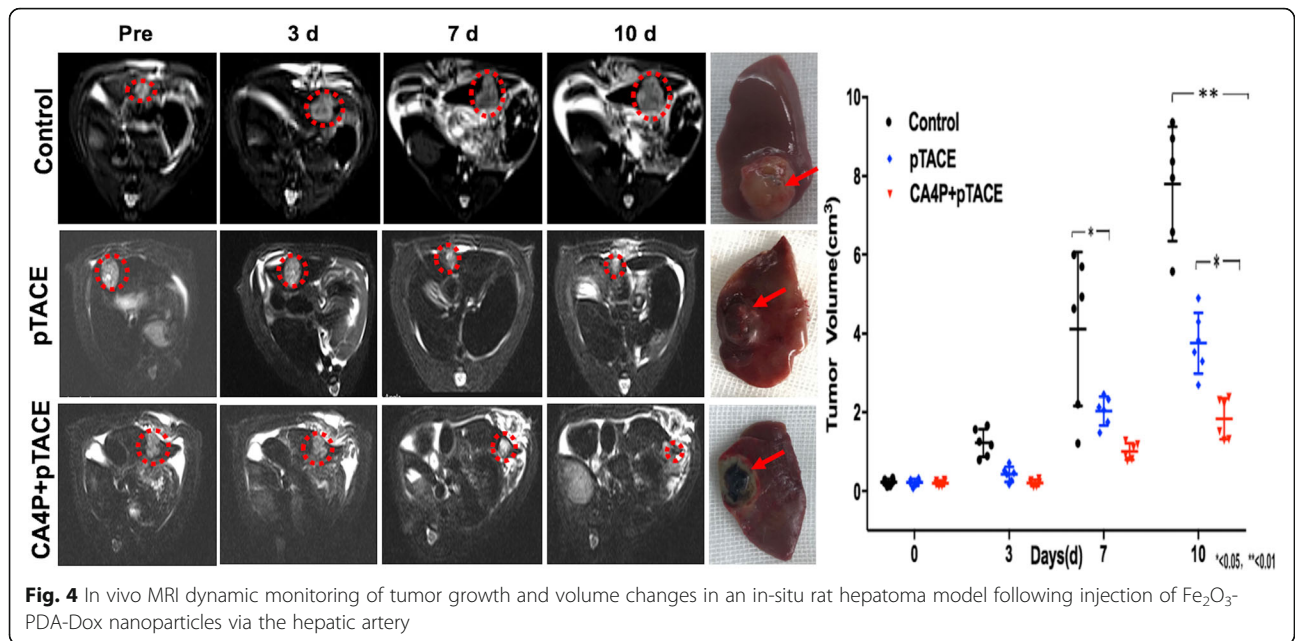 Pre 3 d 7 d 10 d
Control
pTACE
CA4P+pTACE
Tumor Volume(cm³)
10
8
6
4
2
0
Control
pTACE
CA4P+pTACE
**
*
*
0 3 7 10
Days(d)
*<0.05, **<0.01
Fig. 4 In vivo MRI dynamic monitoring of tumor growth and volume changes in an in-situ rat hepatoma model following injection of Fe₂O₃-
PDA-Dox nanoparticles via the hepatic artery